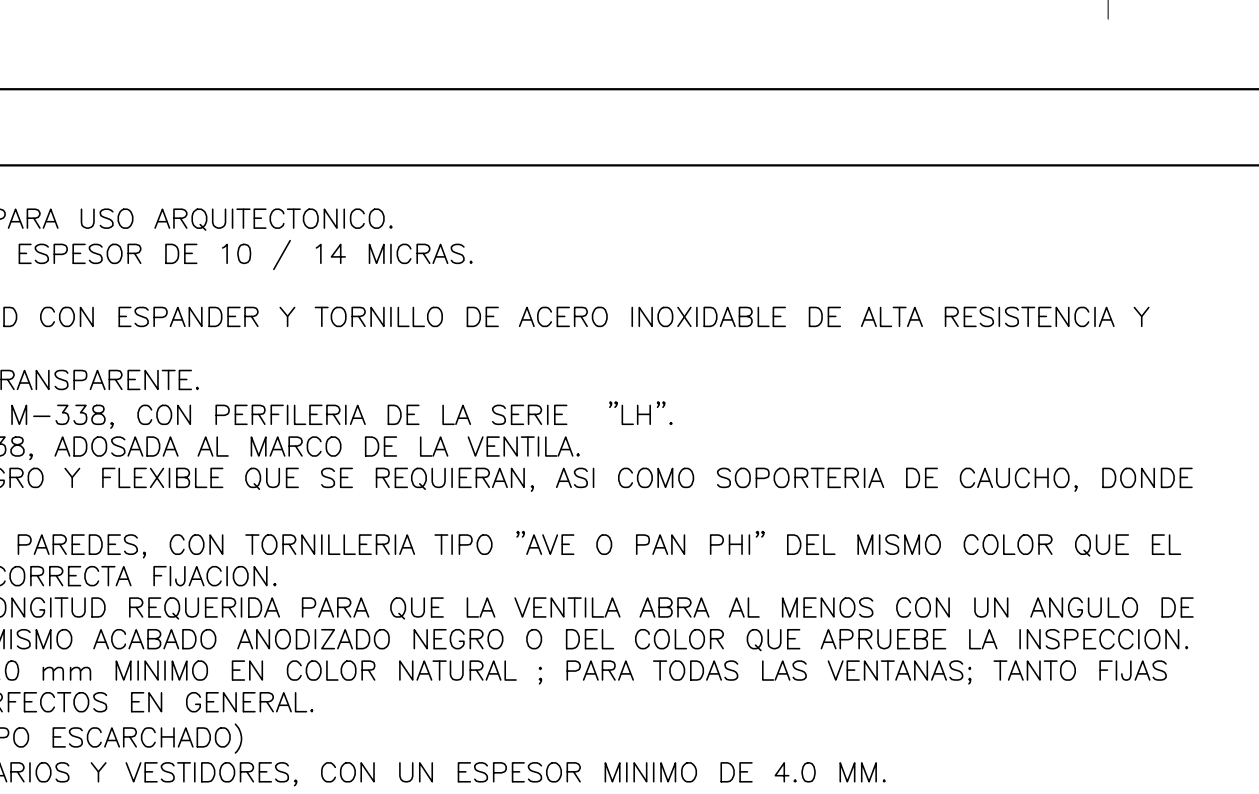 PARA USO ARQUITECTONICO.
ESPESOR DE 10 / 14 MICRAS.
D CON ESPANDER Y TORNILLO DE ACERO INOXIDABLE DE ALTA RESISTENCIA Y
RANSPARENTE.
M-338, CON PERFILERIA DE LA SERIE "LH".
38, ADOSADA AL MARCO DE LA VENTILA.
GRO Y FLEXIBLE QUE SE REQUIERAN, ASI COMO SOPORTERIA DE CAUCHO, DONDE
PAREDES, CON TORNILLERIA TIPO "AVE O PAN PHI" DEL MISMO COLOR QUE EL
CORRECTA FIJACION.
ONGITUD REQUERIDA PARA QUE LA VENTILA ABRA AL MENOS CON UN ANGULO DE
MISMO ACABADO ANODIZADO NEGRO O DEL COLOR QUE APRUEBE LA INSPECCION.
.0 mm MINIMO EN COLOR NATURAL ; PARA TODAS LAS VENTANAS; TANTO FIJAS
RFECTOS EN GENERAL.
PO ESCARCHADO)
ARIOS Y VESTIDORES, CON UN ESPESOR MINIMO DE 4.0 MM.